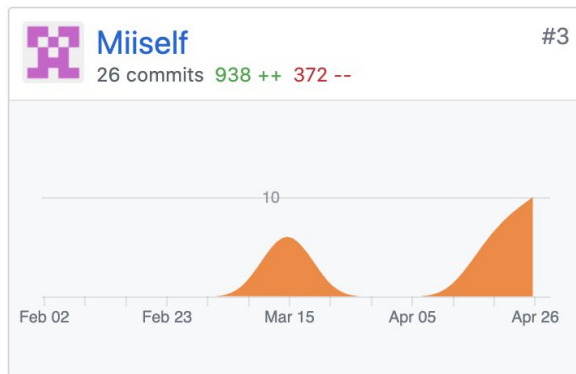 Miiself
#3
26 commits 938 ++ 372 --
10
Feb 02 Feb 23 Mar 15 Apr 05 Apr 26